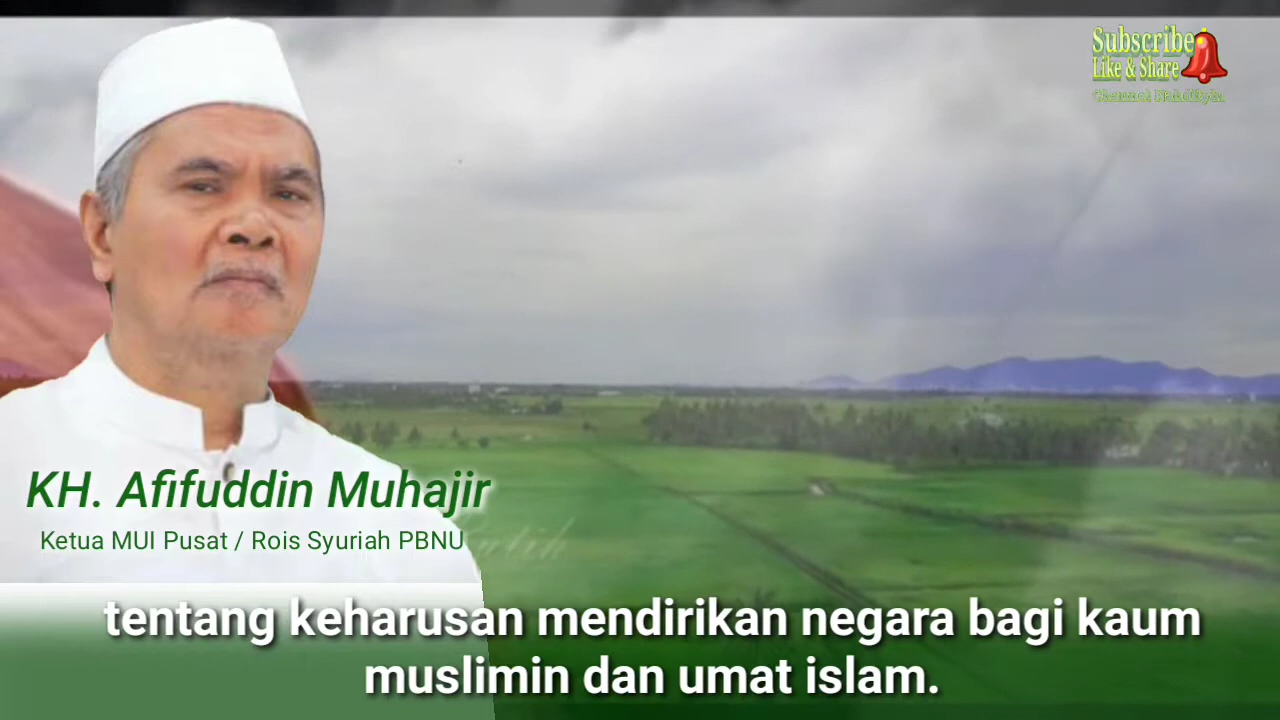 Subscribe
Like & Share
KH. Afifuddin Muhajir
Ketua MUI Pusat / Rois Syuriah PBNU
tentang keharusan mendirikan negara bagi kaum
muslimin dan umat islam.